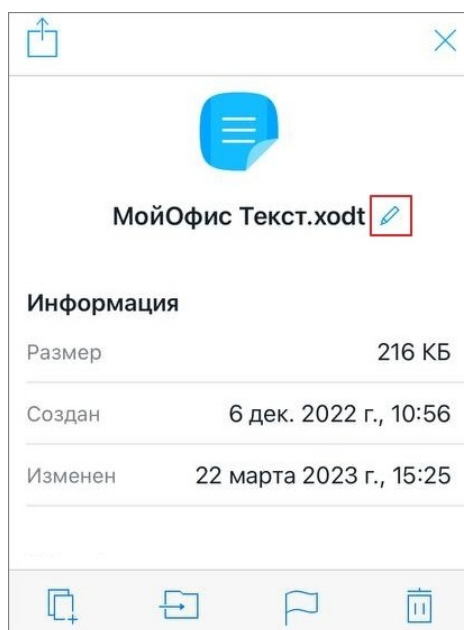 МойОфис Текст.xodt
Информация
Размер 216 КБ
Создан 6 дек. 2022 г., 10:56
Изменен 22 марта 2023 г., 15:25